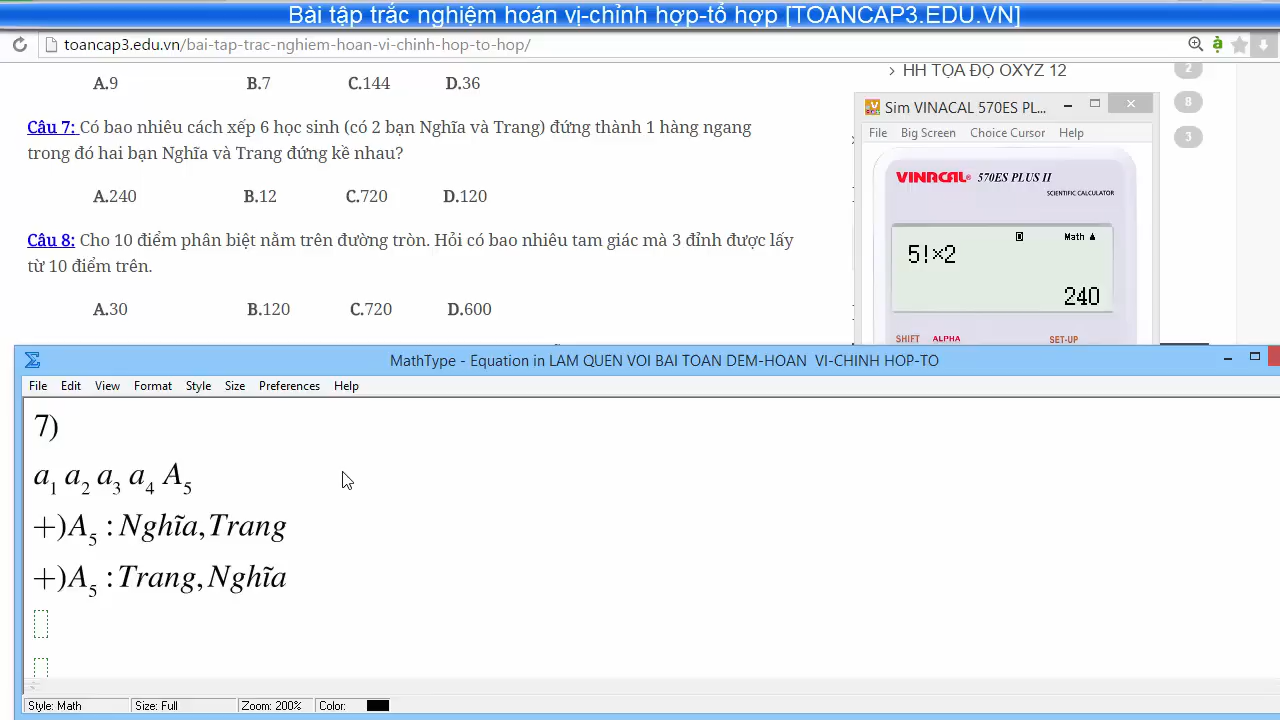 Bài tập trắc nghiệm hoán vị-chỉnh hợp-tổ hợp [TOANCAP3.EDU.VN]
toancap3.edu.vn/bai-tap-trac-nghiem-hoan-vi-chinh-hop-to-hop/
A.9 B.7 C.144 D.36
Câu 7: Có bao nhiêu cách xếp 6 học sinh (có 2 bạn Nghĩa và Trang) đứng thành 1 hàng ngang
trong đó hai bạn Nghĩa và Trang đứng kề nhau?
A.240 B.12 C.720 D.120
Câu 8: Cho 10 điểm phân biệt nằm trên đường tròn. Hỏi có bao nhiêu tam giác mà 3 đỉnh được lấy
từ 10 điểm trên.
A.30 B.120 C.720 D.600
HH TỌA ĐỘ OXYZ 12
2
8
3
Sim VINACAL 570ES PL...
File Big Screen Choice Cursor Help
VINACAL 570ES PLUS II
SCIENTIFIC CALCULATOR
D Math ▲
5!×2
240
SHIFT ALPHA SET-UP
MathType - Equation in LAM QUEN VOI BAI TOAN DEM-HOAN VI-CHINH HOP-TO
File Edit View Format Style Size Preferences Help
7)
a₁ a₂ a₃ a₄ A₅
+)A₅ : Nghĩa,Trang
+)A₅ : Trang,Nghĩa
Style: Math Size: Full Zoom: 200% Color: